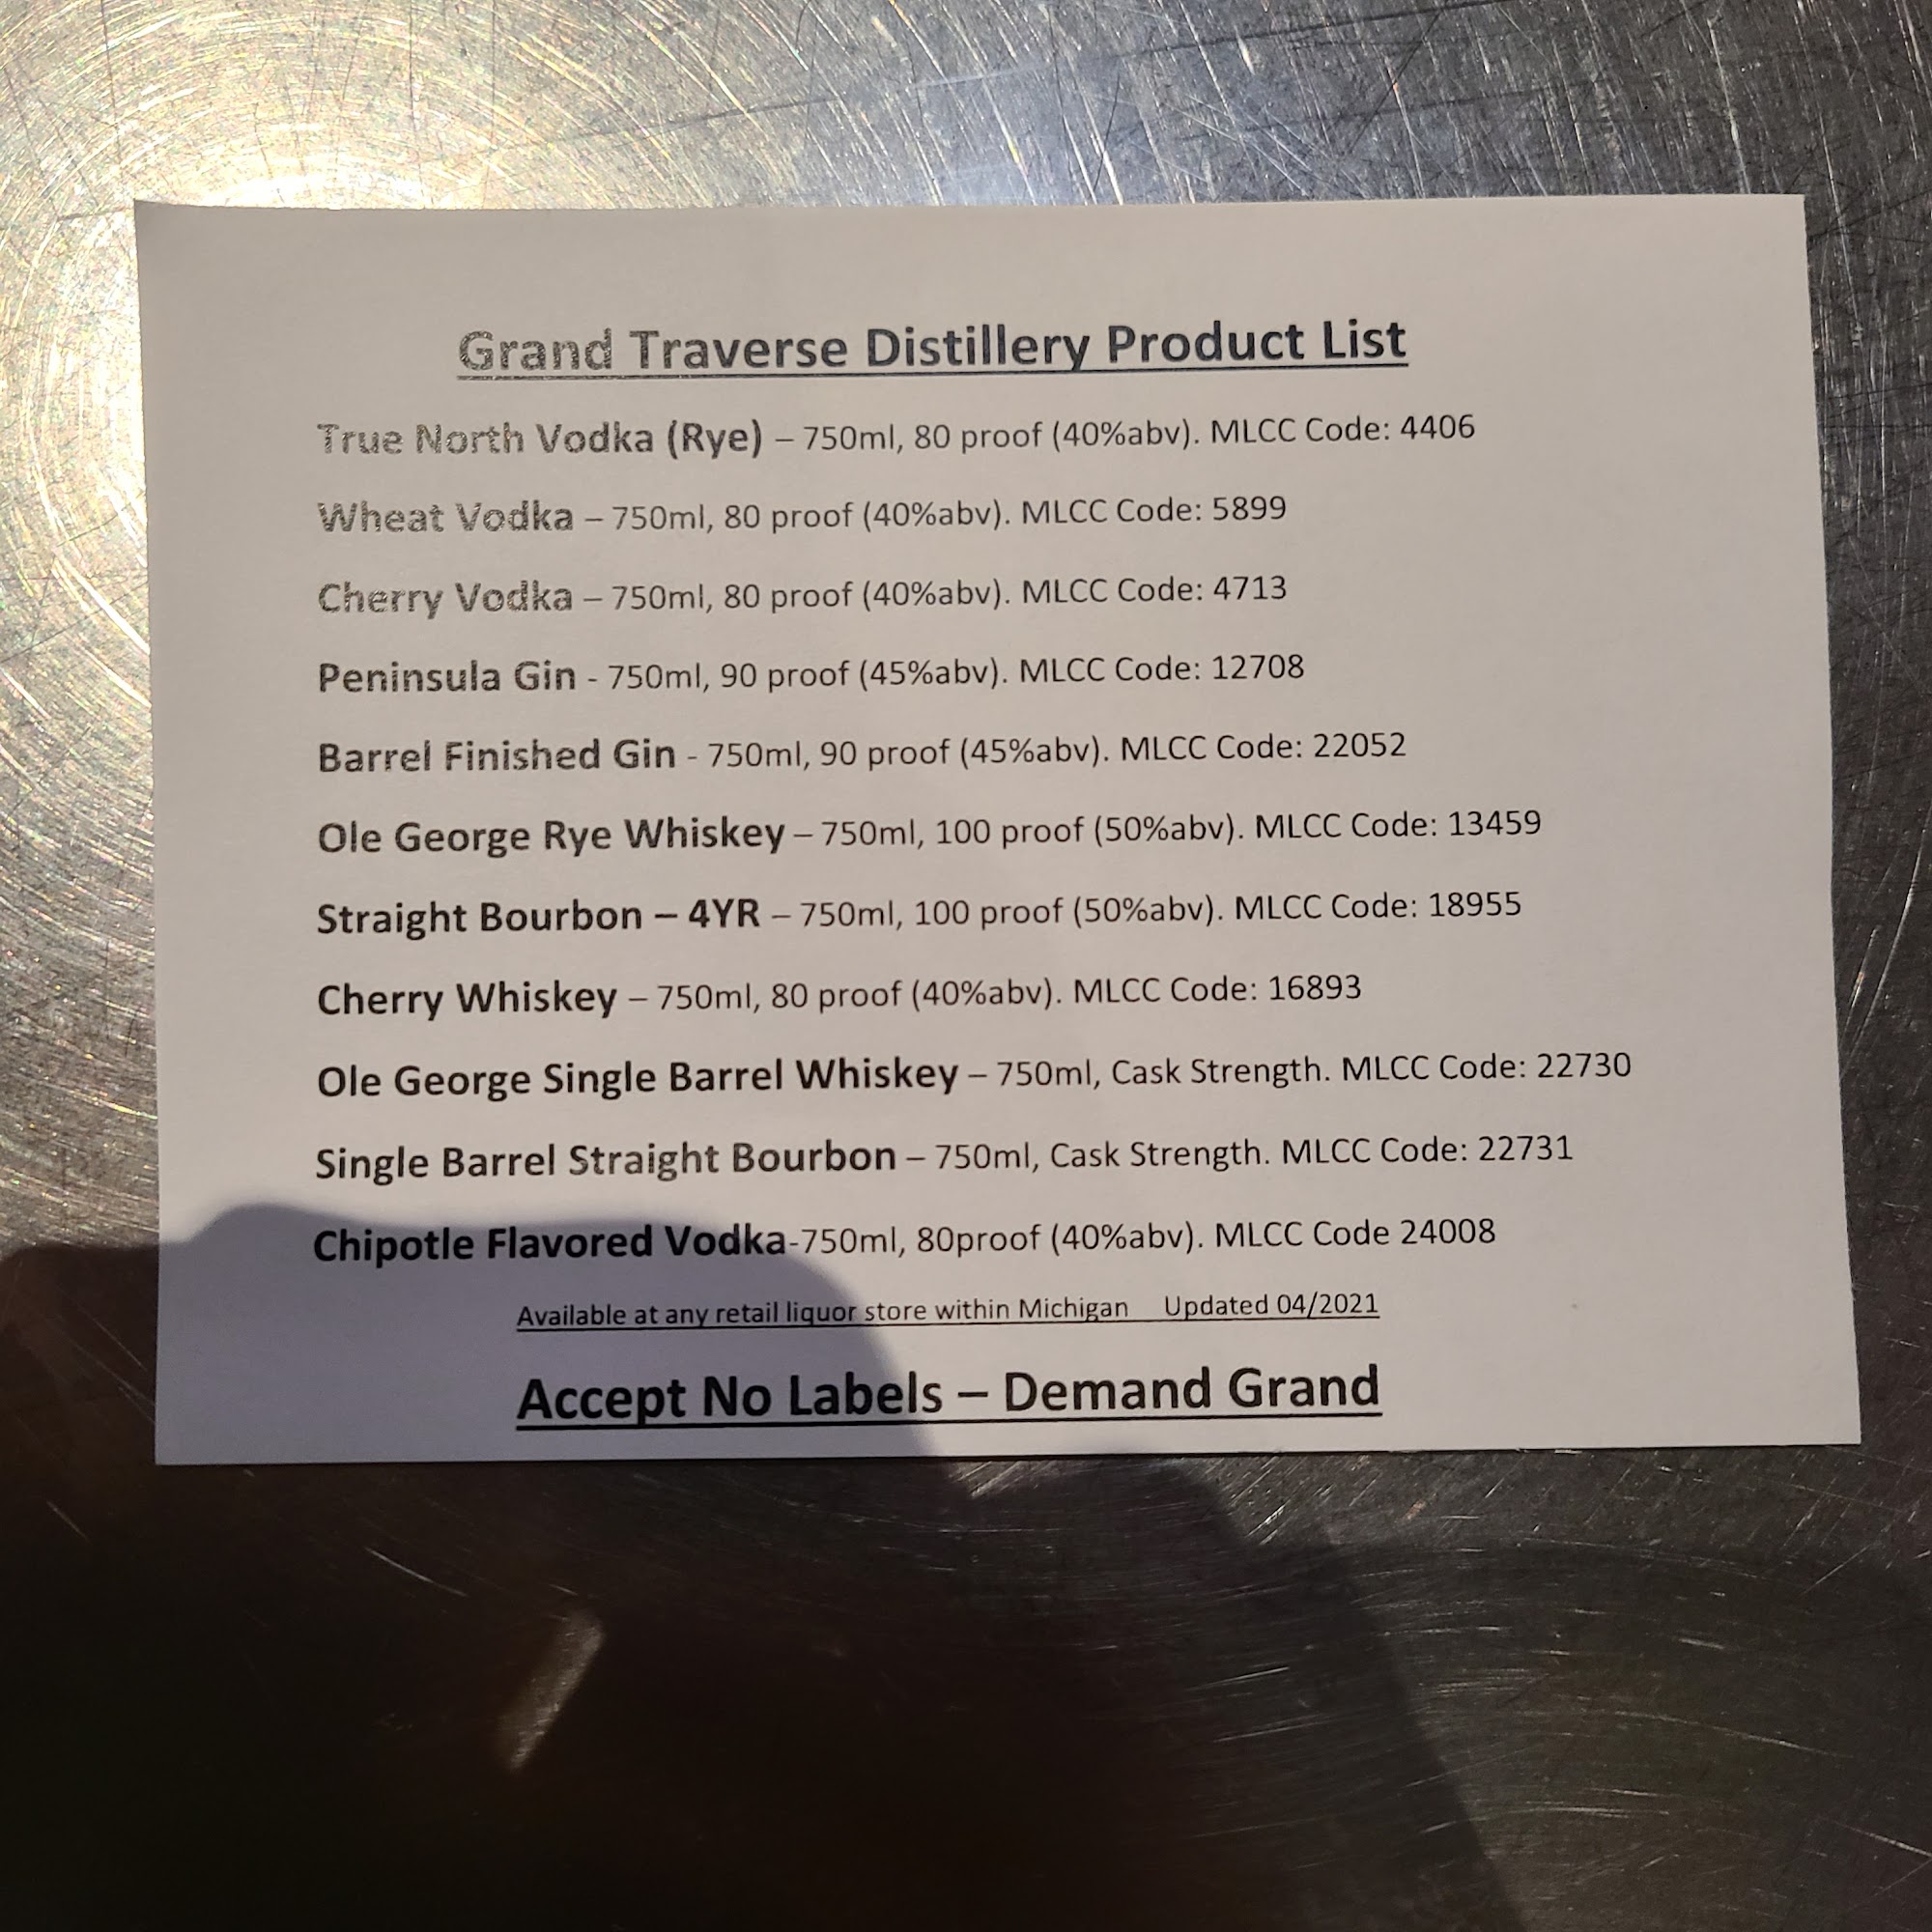 Grand Traverse Distillery Product List
True North Vodka (Rye) – 750ml, 80 proof (40%abv). MLCC Code: 4406
Wheat Vodka – 750ml, 80 proof (40%abv). MLCC Code: 5899
Cherry Vodka – 750ml, 80 proof (40%abv). MLCC Code: 4713
Peninsula Gin - 750ml, 90 proof (45%abv). MLCC Code: 12708
Barrel Finished Gin - 750ml, 90 proof (45%abv). MLCC Code: 22052
Ole George Rye Whiskey – 750ml, 100 proof (50%abv). MLCC Code: 13459
Straight Bourbon – 4YR – 750ml, 100 proof (50%abv). MLCC Code: 18955
Cherry Whiskey – 750ml, 80 proof (40%abv). MLCC Code: 16893
Ole George Single Barrel Whiskey – 750ml, Cask Strength. MLCC Code: 22730
Single Barrel Straight Bourbon – 750ml, Cask Strength. MLCC Code: 22731
Chipotle Flavored Vodka-750ml, 80proof (40%abv). MLCC Code 24008
Available at any retail liquor store within Michigan Updated 04/2021
Accept No Labels – Demand Grand